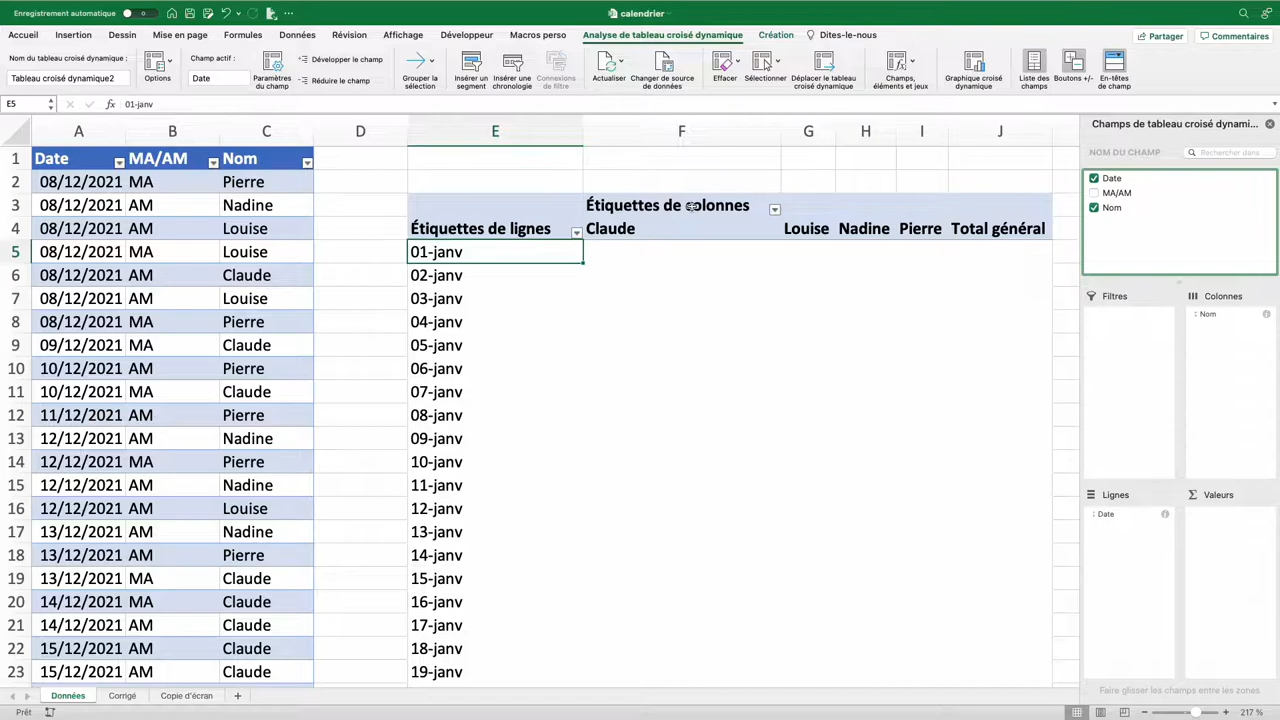 Enregistrement automatique
calendrier
Accueil Insertion Dessin Mise en page Formules Données Révision Affichage Développeur Macros perso Analyse de tableau croisé dynamique Création Dites-le-nous Partager Commentaires
Nom du tableau croisé dynamique :
Tableau croisé dynamique2
Options
Champ actif :
Date
Paramètres du champ
Développer le champ
Réduire le champ
Grouper la sélection
Insérer un segment
Insérer une chronologie
Connexions de filtre
Actualiser
Changer de source de données
Effacer
Sélectionner
Déplacer le tableau croisé dynamique
Champs, éléments et jeux
Graphique croisé dynamique
Liste des champs
Boutons +/-
En-têtes de champ
E5 fx 01-janv
A B C D E F G H I J
1 Date MA/AM Nom
2 08/12/2021 MA Pierre
3 08/12/2021 AM Nadine Étiquettes de colonnes
4 08/12/2021 AM Louise Étiquettes de lignes Claude Louise Nadine Pierre Total général
5 08/12/2021 MA Louise 01-janv
6 08/12/2021 AM Claude 02-janv
7 08/12/2021 AM Louise 03-janv
8 08/12/2021 MA Pierre 04-janv
9 09/12/2021 MA Claude 05-janv
10 10/12/2021 AM Pierre 06-janv
11 10/12/2021 MA Claude 07-janv
12 11/12/2021 AM Pierre 08-janv
13 12/12/2021 AM Nadine 09-janv
14 12/12/2021 MA Pierre 10-janv
15 12/12/2021 AM Nadine 11-janv
16 12/12/2021 AM Louise 12-janv
17 13/12/2021 AM Nadine 13-janv
18 13/12/2021 AM Pierre 14-janv
19 13/12/2021 MA Claude 15-janv
20 14/12/2021 MA Claude 16-janv
21 14/12/2021 AM Claude 17-janv
22 15/12/2021 AM Claude 18-janv
23 15/12/2021 AM Claude 19-janv
Champs de tableau croisé dynami...
NOM DU CHAMP Rechercher dans
Date
MA/AM
Nom
Filtres Colonnes
Nom
Lignes Valeurs
Date
Faire glisser les champs entre les zones.
Données Corrigé Copie d'écran +
Prêt 217 %